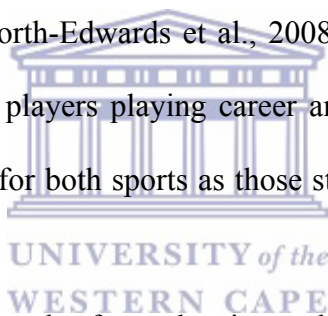 orth-Edwards et al., 2008
players playing career a
for both sports as those st
UNIVERSITY of the
WESTERN CAPE